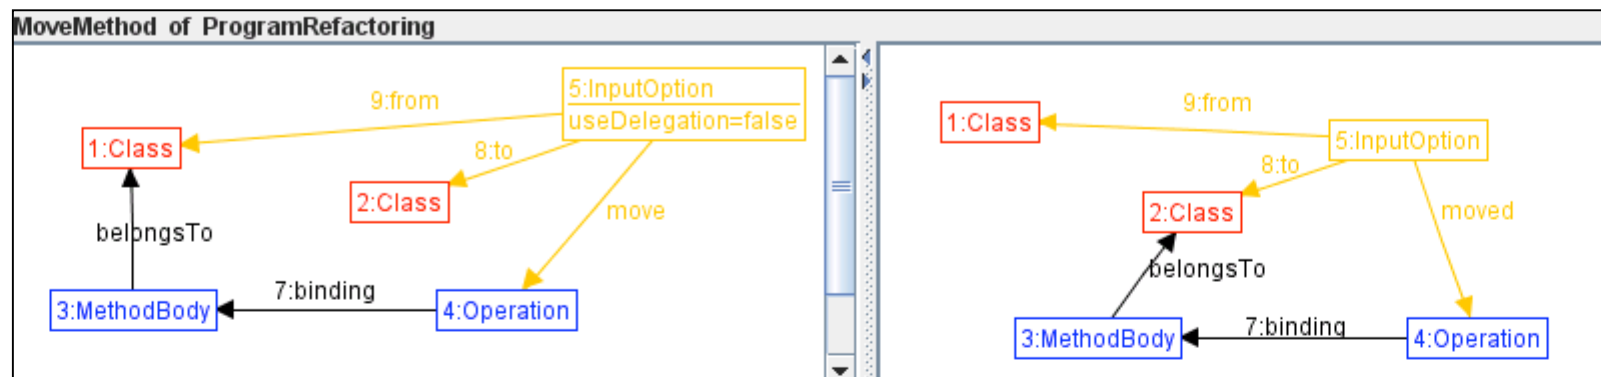 MoveMethod of ProgramRefactoring
9:from
5:InputOption
useDelegation=false
1:Class
8:to
2:Class
move
belongsTo
7:binding
3:MethodBody
4:Operation
9:from
1:Class
5:InputOption
8:to
2:Class
moved
belongsTo
7:binding
3:MethodBody
4:Operation